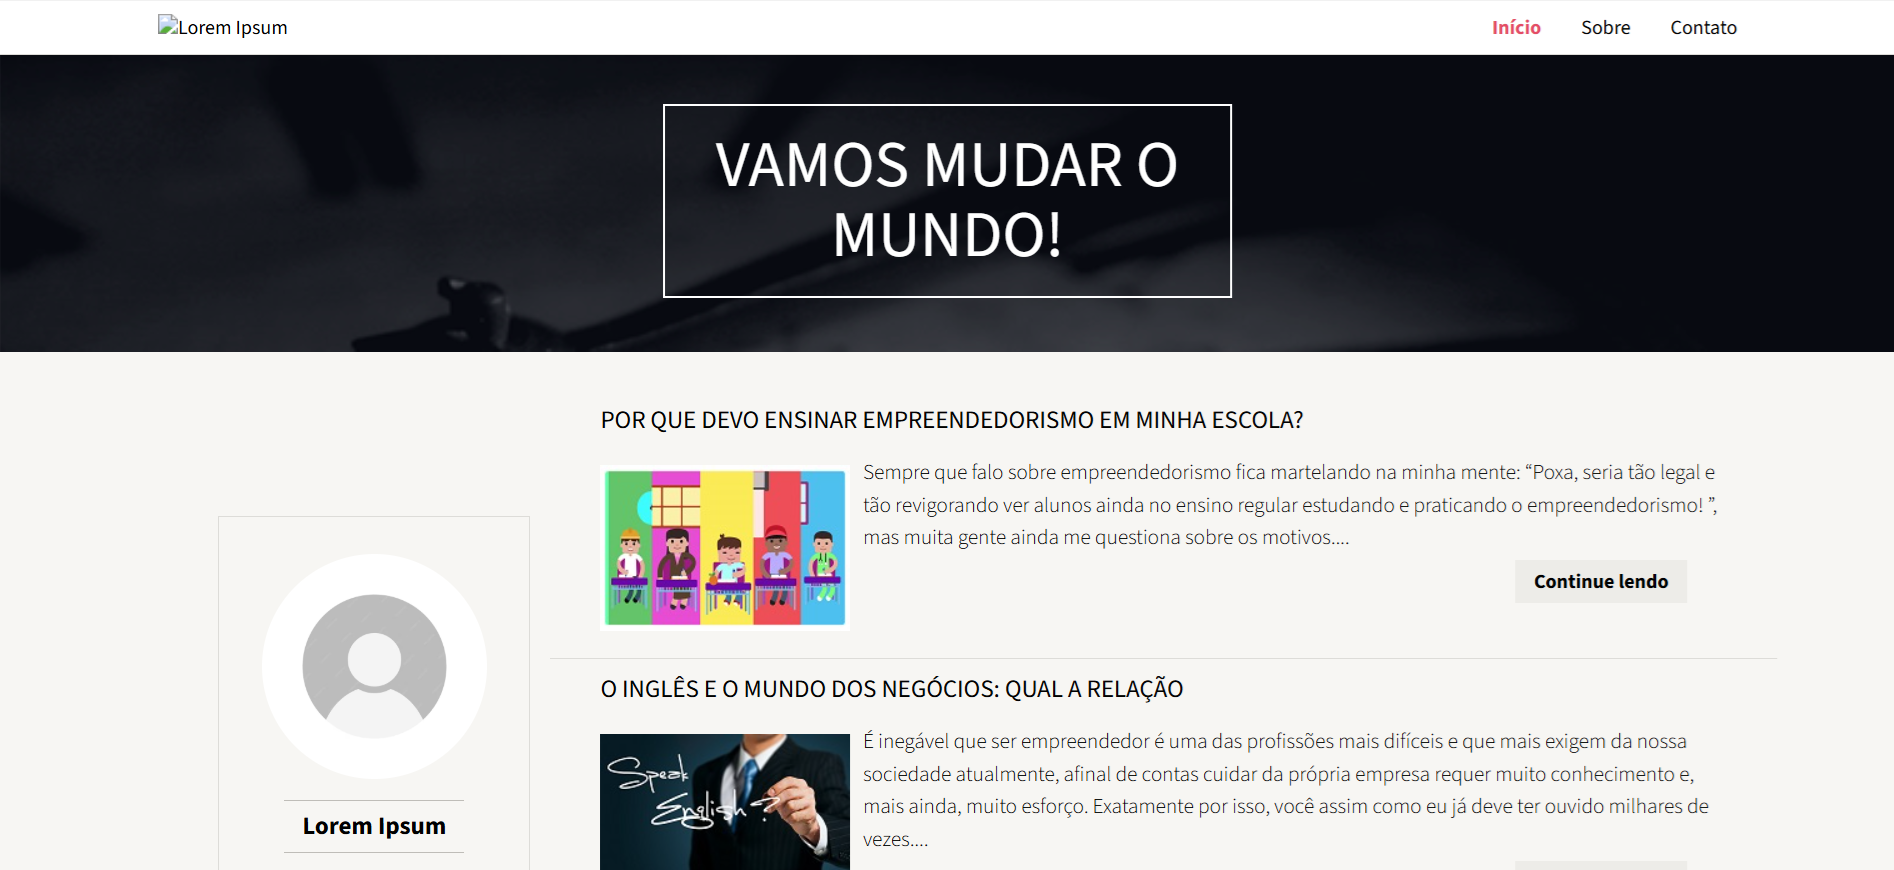 Lorem Ipsum
Início Sobre Contato
VAMOS MUDAR O
MUNDO!
POR QUE DEVO ENSINAR EMPREENDEDORISMO EM MINHA ESCOLA?
Sempre que falo sobre empreendedorismo fica martelando na minha mente: “Poxa, seria tão legal e
tão revigorando ver alunos ainda no ensino regular estudando e praticando o empreendedorismo! ”,
mas muita gente ainda me questiona sobre os motivos....
Continue lendo
O INGLÊS E O MUNDO DOS NEGÓCIOS: QUAL A RELAÇÃO
Speak
English?
É inegável que ser empreendedor é uma das profissões mais difíceis e que mais exigem da nossa
sociedade atualmente, afinal de contas cuidar da própria empresa requer muito conhecimento e,
mais ainda, muito esforço. Exatamente por isso, você assim como eu já deve ter ouvido milhares de
vezes....
Lorem Ipsum